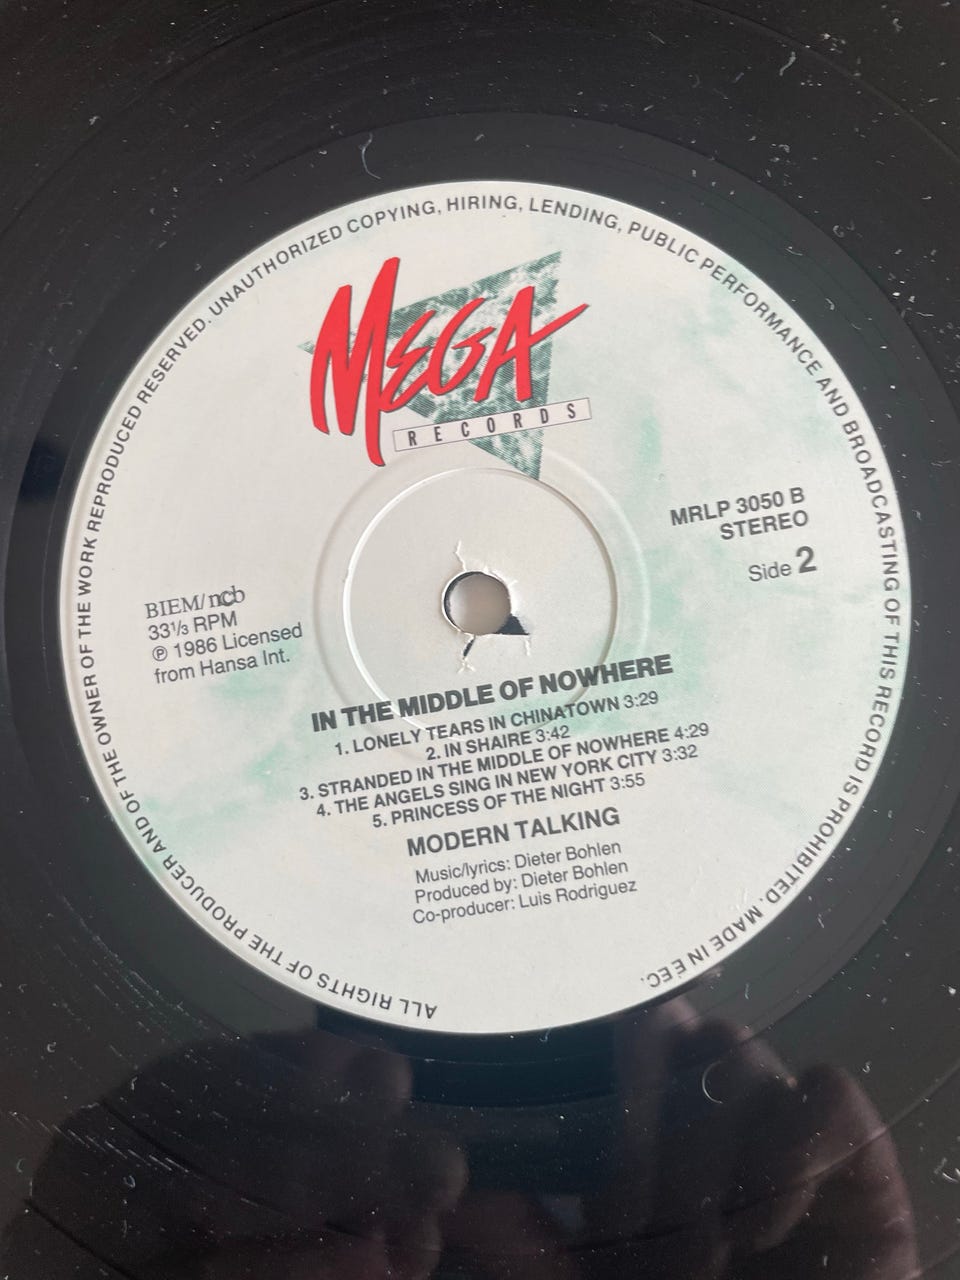 ALL RIGHTS OF THE PRODUCER AND OF THE OWNER OF THE WORK REPRODUCED RESERVED. UNAUTHORIZED COPYING, HIRING, LENDING, PUBLIC PERFORMANCE AND BROADCASTING OF THIS RECORD IS PROHIBITED. MADE IN EEC.
MEGA
RECORDS
MRLP 3050 B
STEREO
Side 2
BIEM/ncb
33⅓ RPM
℗ 1986 Licensed
from Hansa Int.
IN THE MIDDLE OF NOWHERE
1. LONELY TEARS IN CHINATOWN 3:29
2. IN SHAIRE 3:42
3. STRANDED IN THE MIDDLE OF NOWHERE 4:29
4. THE ANGELS SING IN NEW YORK CITY 3:32
5. PRINCESS OF THE NIGHT 3:55
MODERN TALKING
Music/lyrics: Dieter Bohlen
Produced by: Dieter Bohlen
Co-producer: Luis Rodriguez